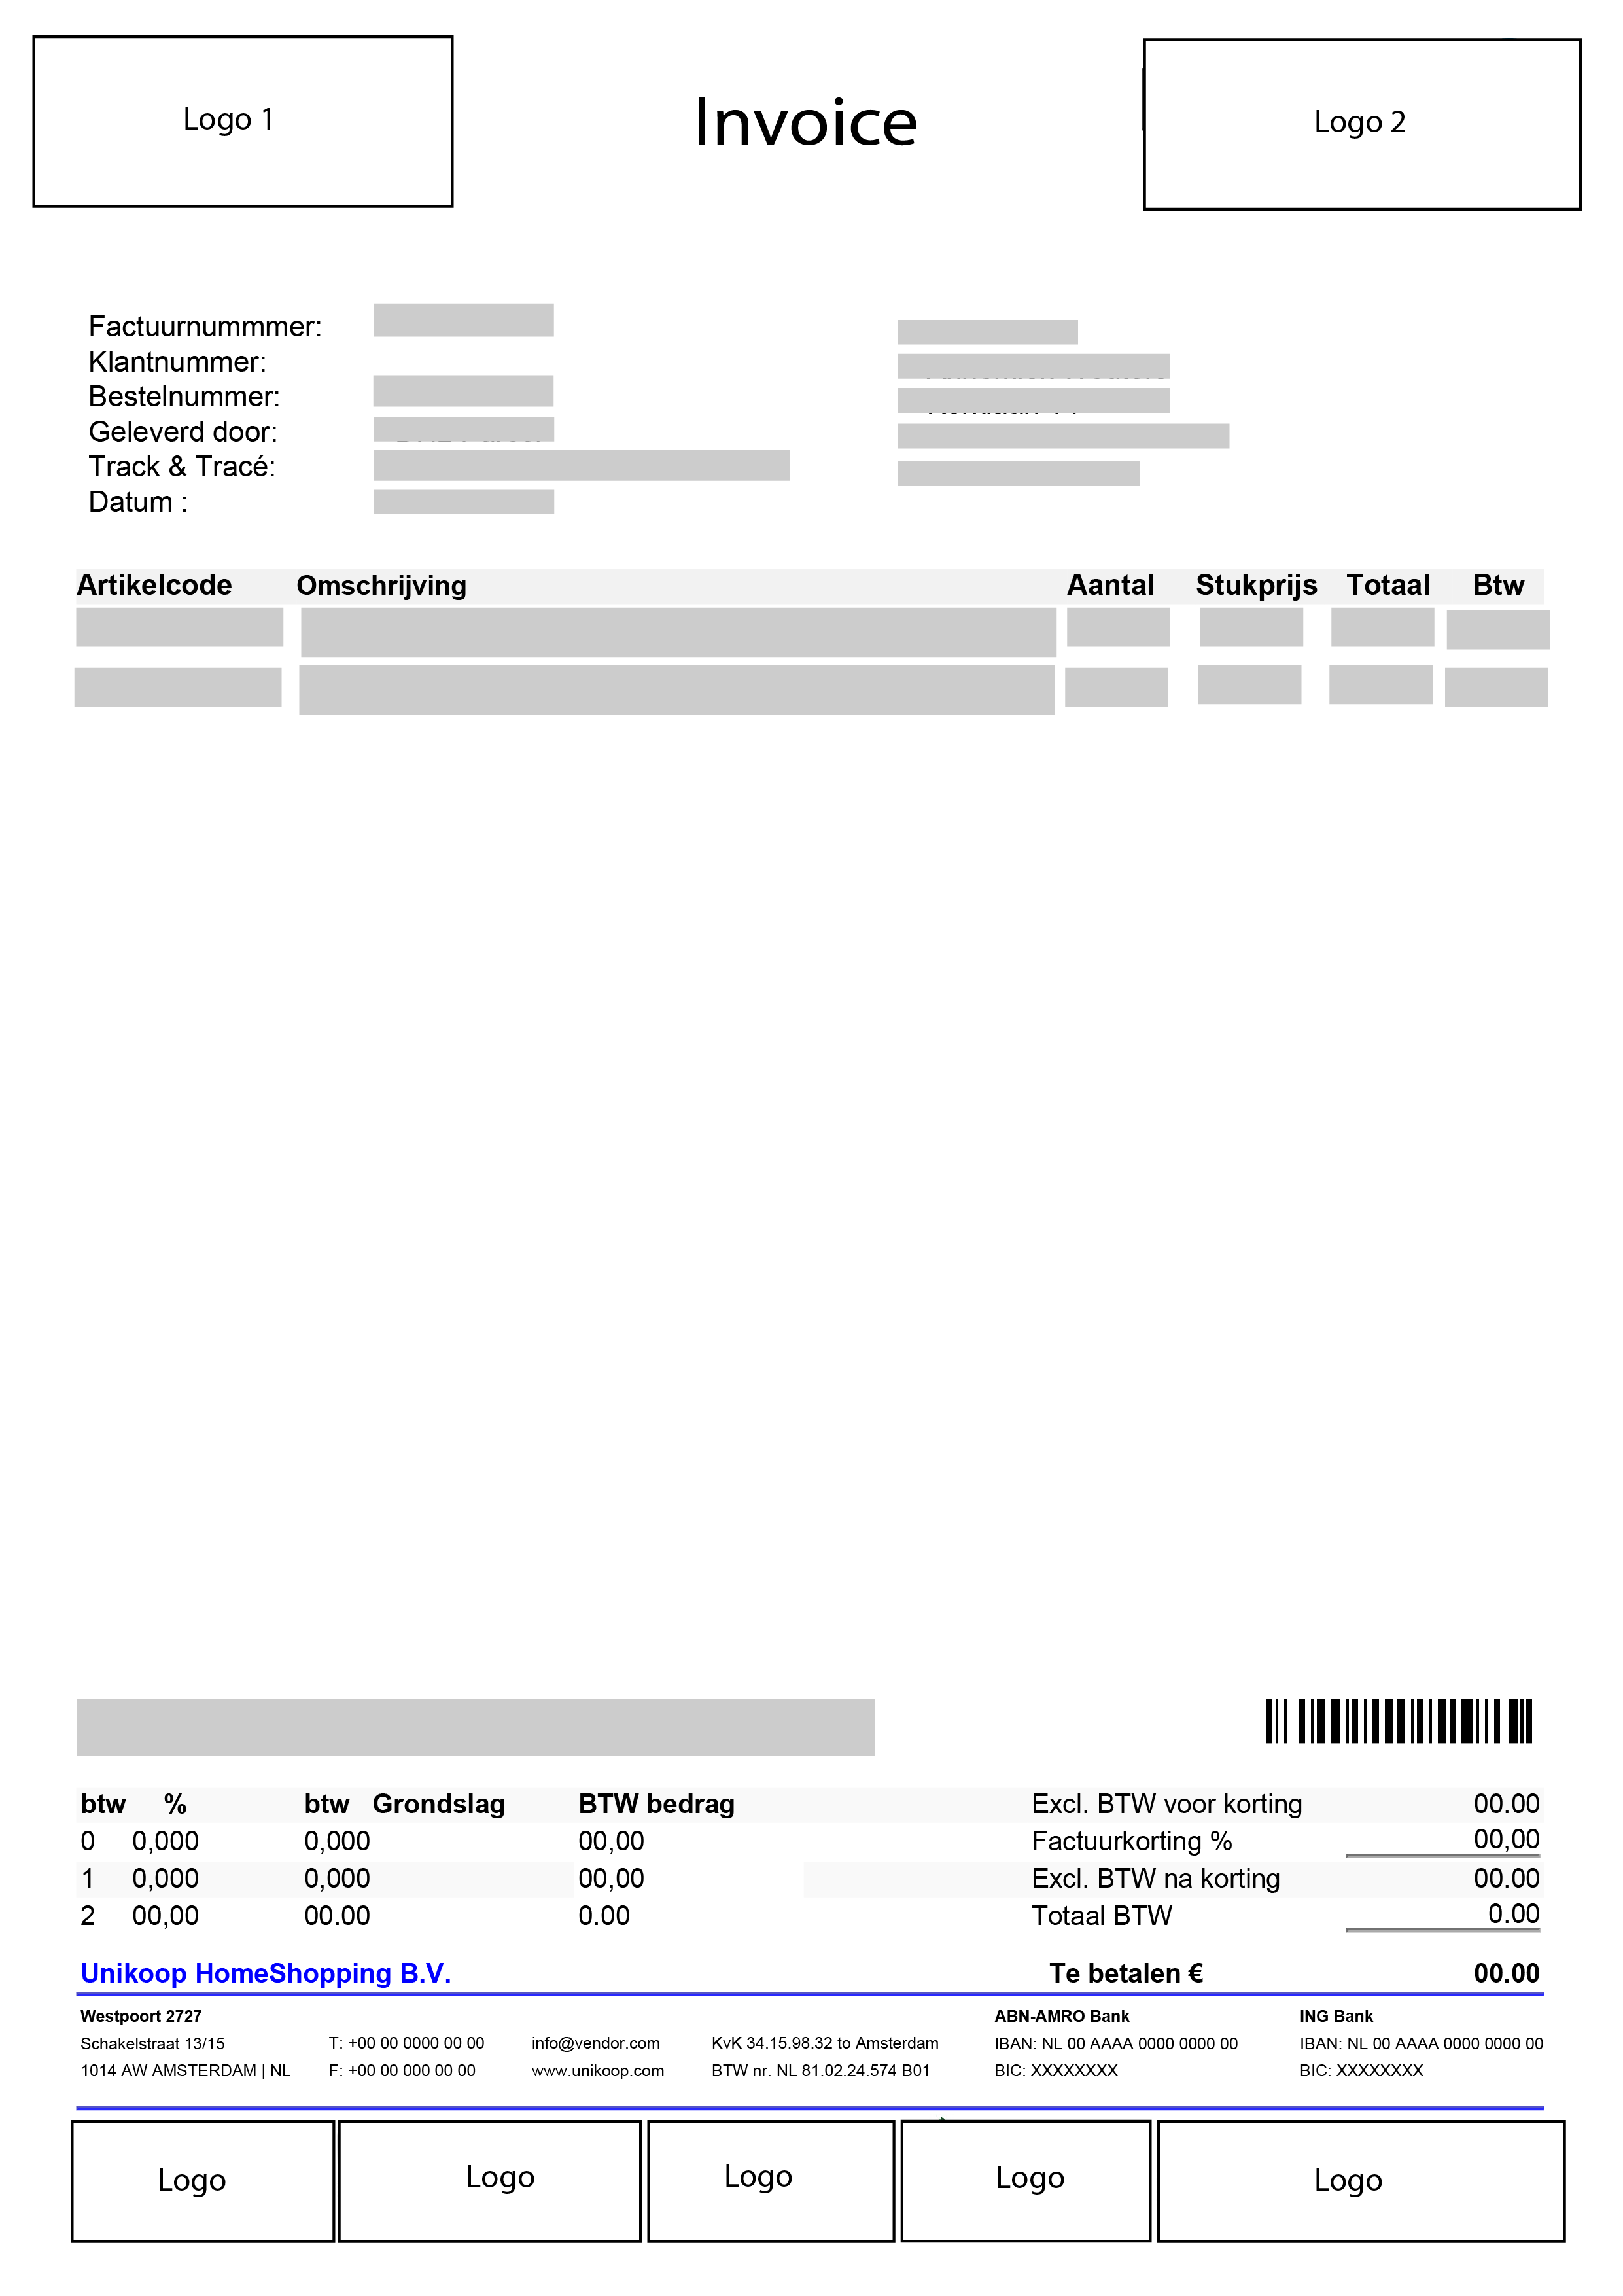 Logo 1
Invoice
Logo 2
Factuurnummmer:
Klantnummer:
Bestelnummer:
Geleverd door:
Track & Tracé:
Datum :
Artikelcode Omschrijving Aantal Stukprijs Totaal Btw
btw % btw Grondslag BTW bedrag Excl. BTW voor korting 00.00
0 0,000 0,000 00,00 Factuurkorting % 00,00
1 0,000 0,000 00,00 Excl. BTW na korting 00.00
2 00,00 00.00 0.00 Totaal BTW 0.00
Unikoop HomeShopping B.V. Te betalen € 00.00
Westpoort 2727 ABN-AMRO Bank ING Bank
Schakelstraat 13/15 T: +00 00 0000 00 00 info@vendor.com KvK 34.15.98.32 to Amsterdam IBAN: NL 00 AAAA 0000 0000 00 IBAN: NL 00 AAAA 0000 0000 00
1014 AW AMSTERDAM | NL F: +00 00 000 00 00 www.unikoop.com BTW nr. NL 81.02.24.574 B01 BIC: XXXXXXXX BIC: XXXXXXXX
Logo Logo Logo Logo Logo